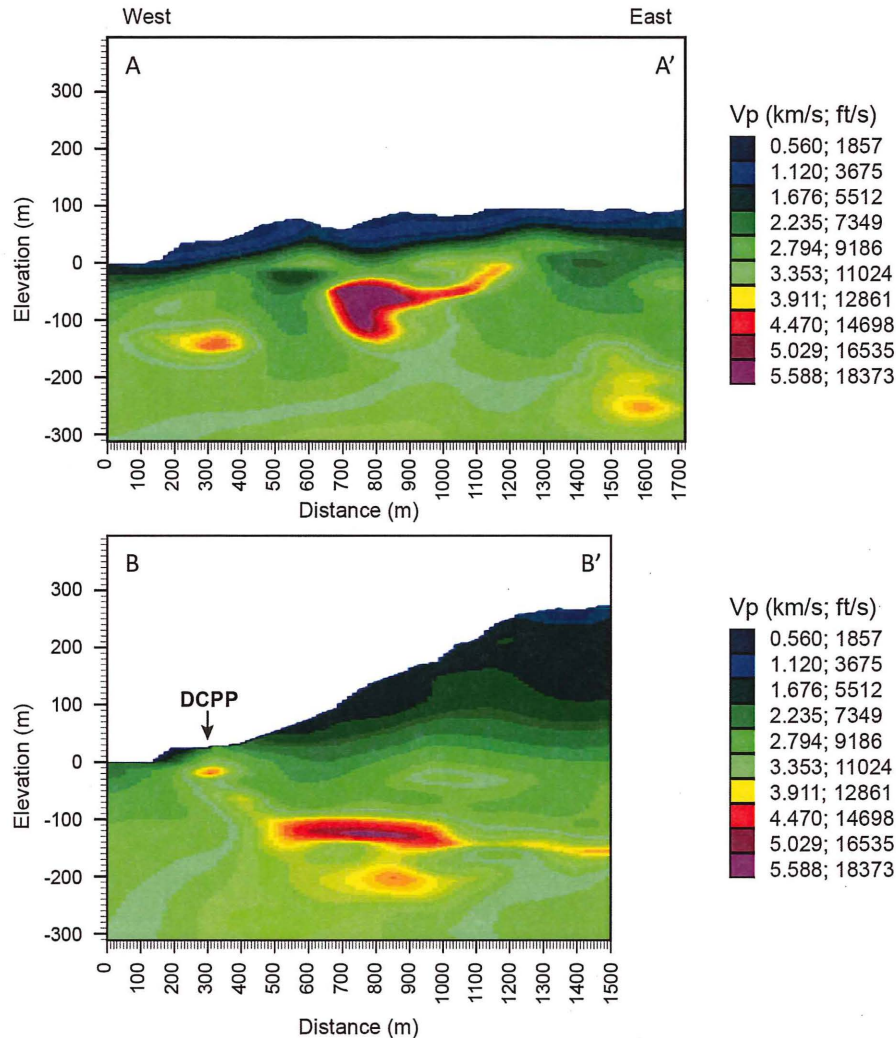 West East
A A'
Elevation (m)
300
200
100
0
-100
-200
-300
0 100 200 300 400 500 600 700 800 900 1000 1100 1200 1300 1400 1500 1600 1700
Distance (m)
Vp (km/s; ft/s)
0.560; 1857
1.120; 3675
1.676; 5512
2.235; 7349
2.794; 9186
3.353; 11024
3.911; 12861
4.470; 14698
5.029; 16535
5.588; 18373
B B'
DCPP
Elevation (m)
300
200
100
0
-100
-200
-300
0 100 200 300 400 500 600 700 800 900 1000 1100 1200 1300 1400 1500
Distance (m)
Vp (km/s; ft/s)
0.560; 1857
1.120; 3675
1.676; 5512
2.235; 7349
2.794; 9186
3.353; 11024
3.911; 12861
4.470; 14698
5.029; 16535
5.588; 18373